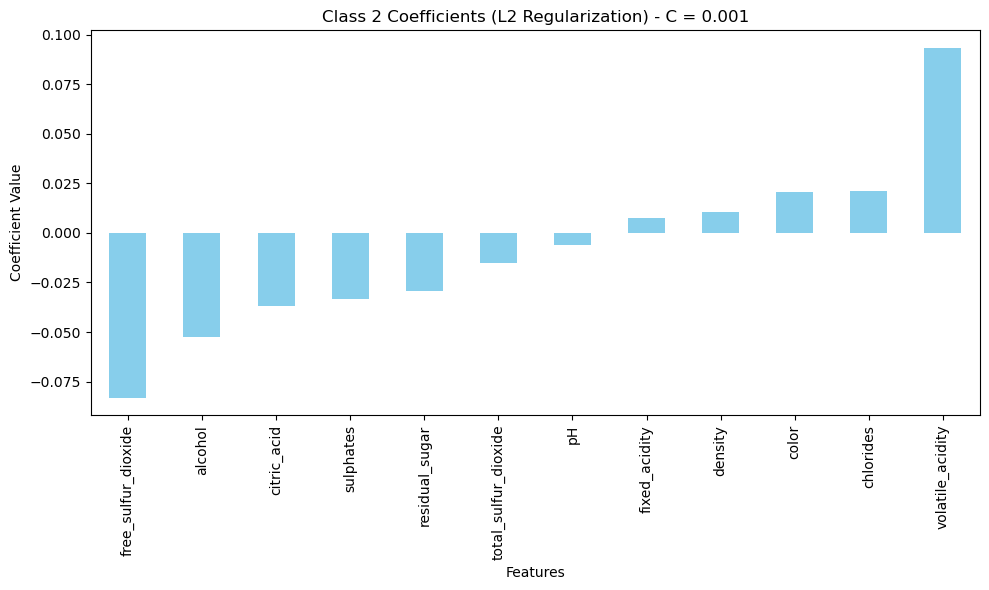 Class 2 Coefficients (L2 Regularization) - C = 0.001
Coefficient Value
0.100
0.075
0.050
0.025
0.000
−0.025
−0.050
−0.075
free_sulfur_dioxide
alcohol
citric_acid
sulphates
residual_sugar
total_sulfur_dioxide
pH
fixed_acidity
density
color
chlorides
volatile_acidity
Features